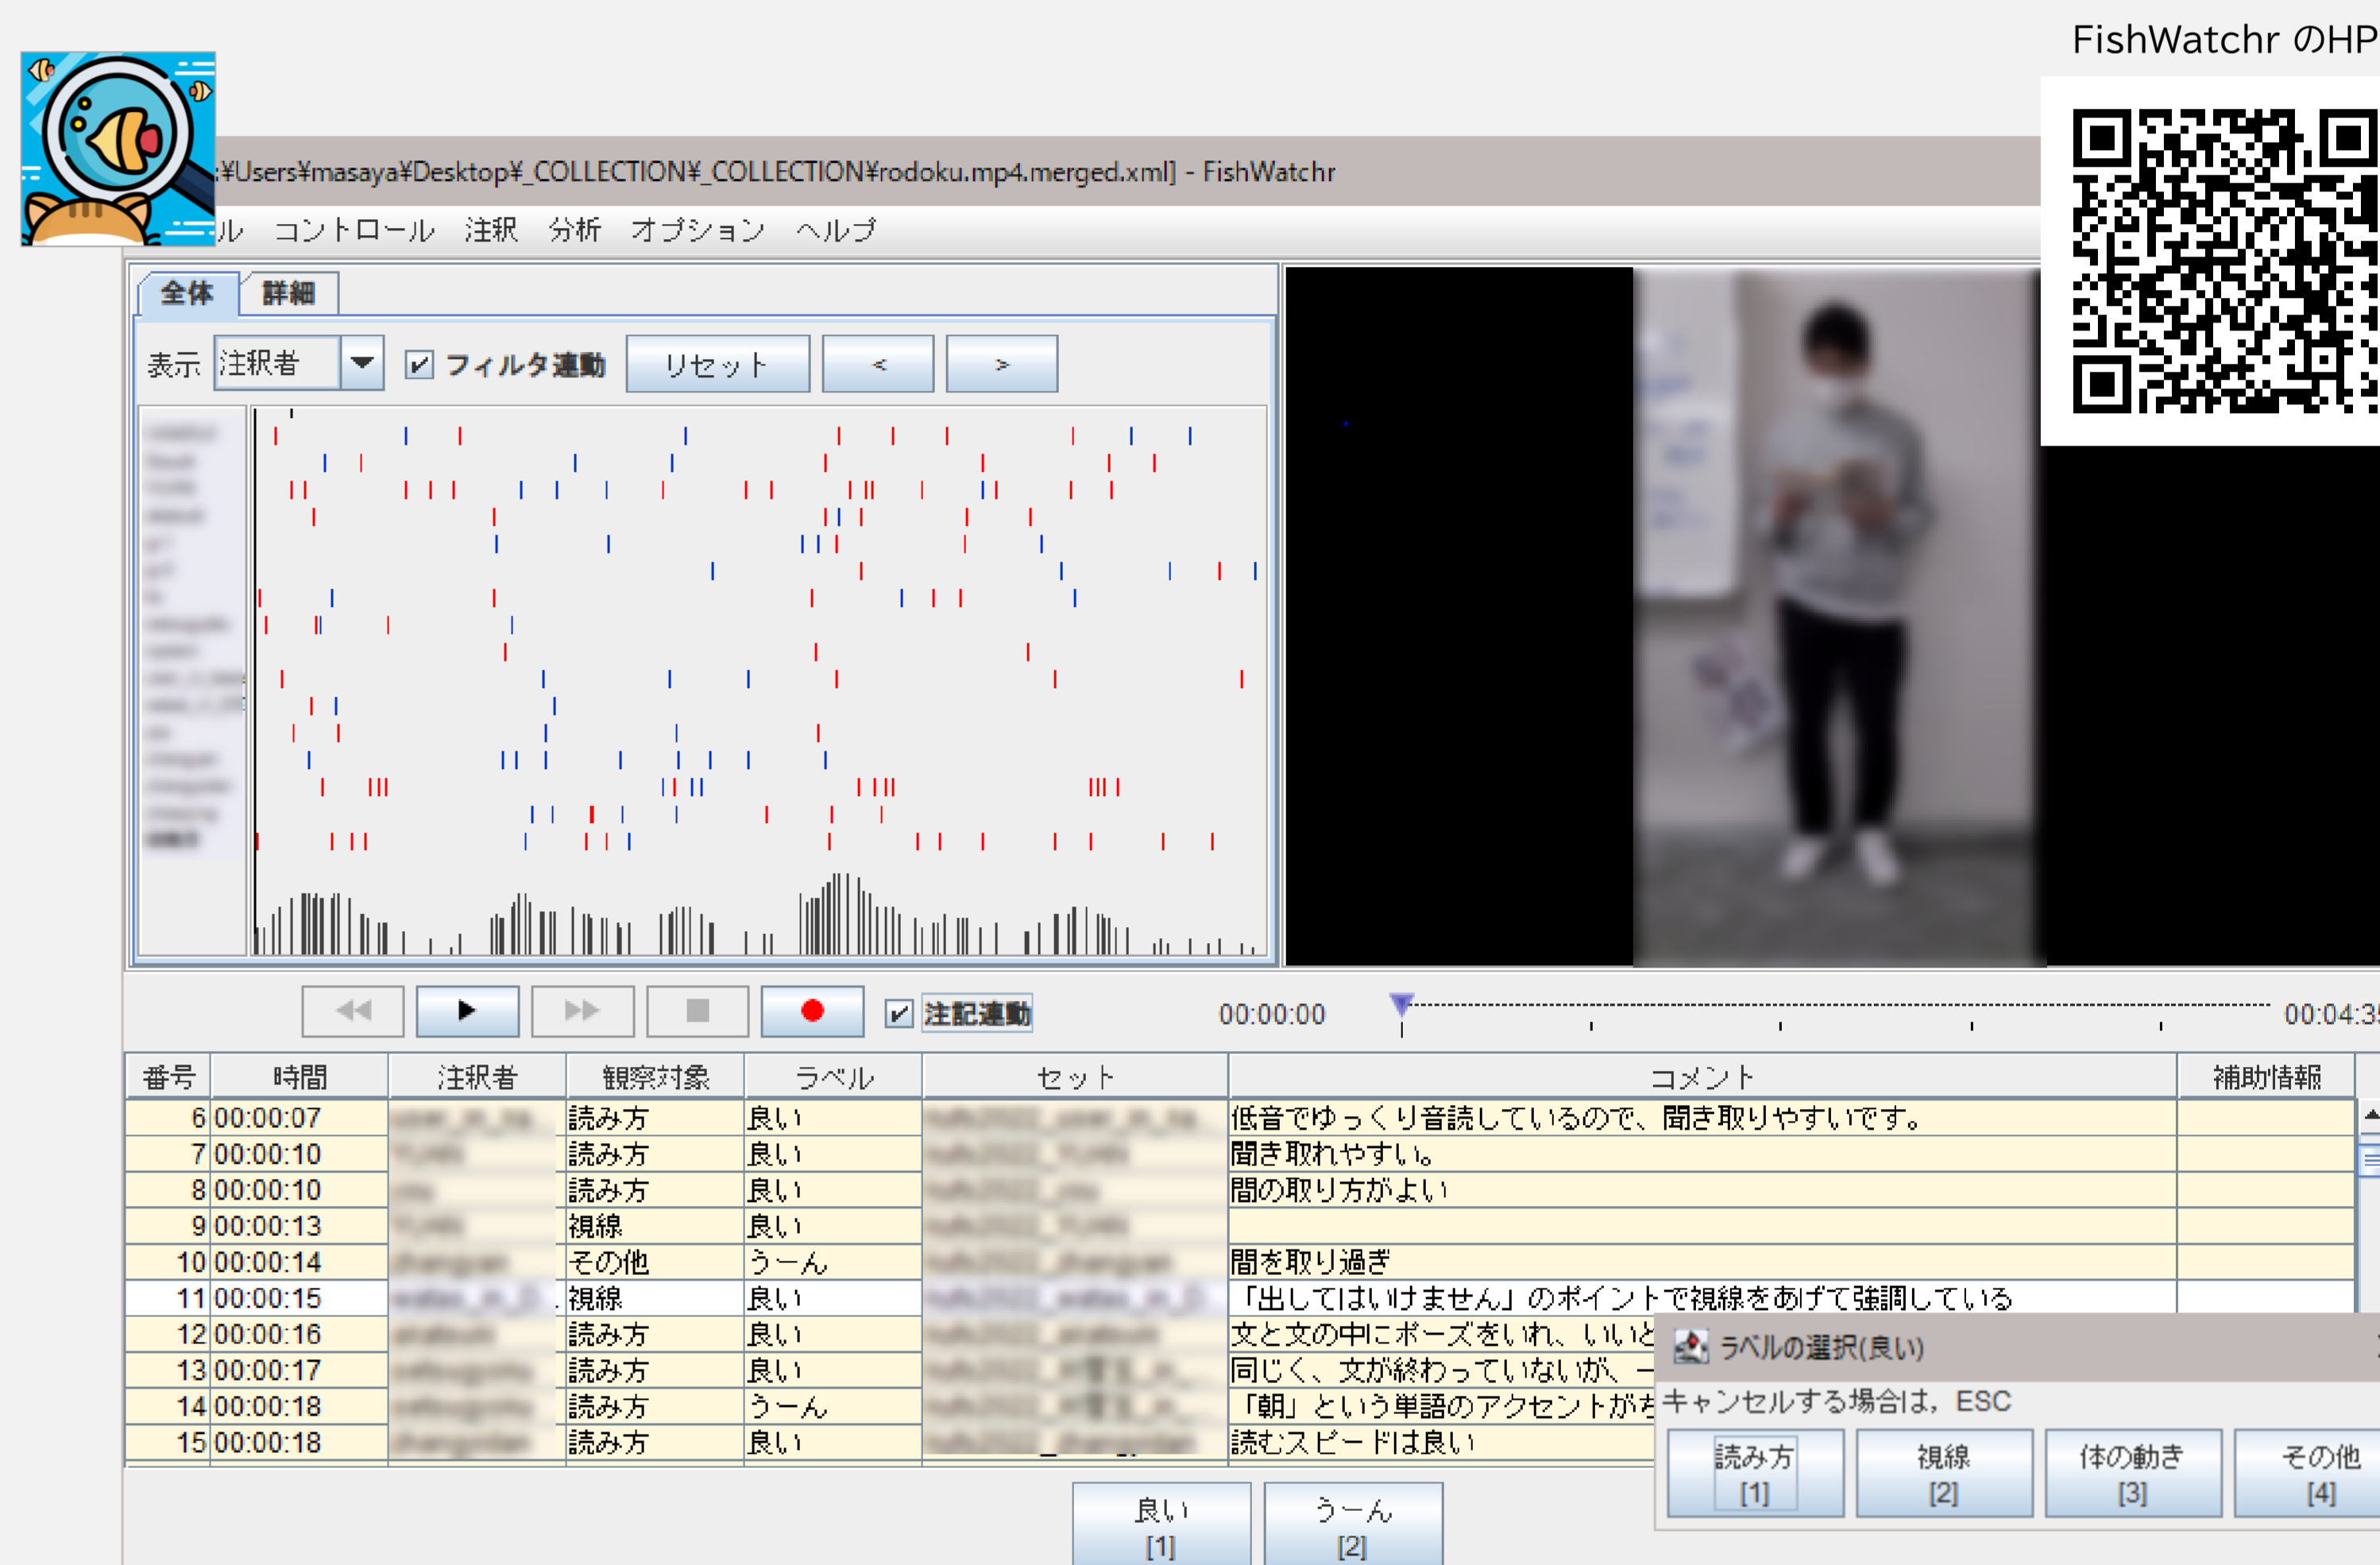 FishWatchr のHP
:¥Users¥masaya¥Desktop¥_COLLECTION¥_COLLECTION¥rodoku.mp4.merged.xml] - FishWatchr
ル コントロール 注釈 分析 オプション ヘルプ
全体 詳細
表示 注釈者 フィルタ連動 リセット < >
注記連動 00:00:00 00:04:35
番号 時間 注釈者 観察対象 ラベル セット コメント 補助情報
6 00:00:07 読み方 良い 低音でゆっくり音読しているので、聞き取りやすいです。
7 00:00:10 読み方 良い 聞き取れやすい。
8 00:00:10 読み方 良い 間の取り方がよい
9 00:00:13 視線 良い
10 00:00:14 その他 うーん 間を取り過ぎ
11 00:00:15 視線 良い 「出してはいけません」のポイントで視線をあげて強調している
12 00:00:16 読み方 良い 文と文の中にポーズをいれ、いいと
13 00:00:17 読み方 良い 同じく、文が終わっていないが、一
14 00:00:18 読み方 うーん 「朝」という単語のアクセントがち
15 00:00:18 読み方 良い 読むスピードは良い
ラベルの選択(良い)
キャンセルする場合は，ESC
読み方 視線 体の動き その他
[1] [2] [3] [4]
良い うーん
[1] [2]